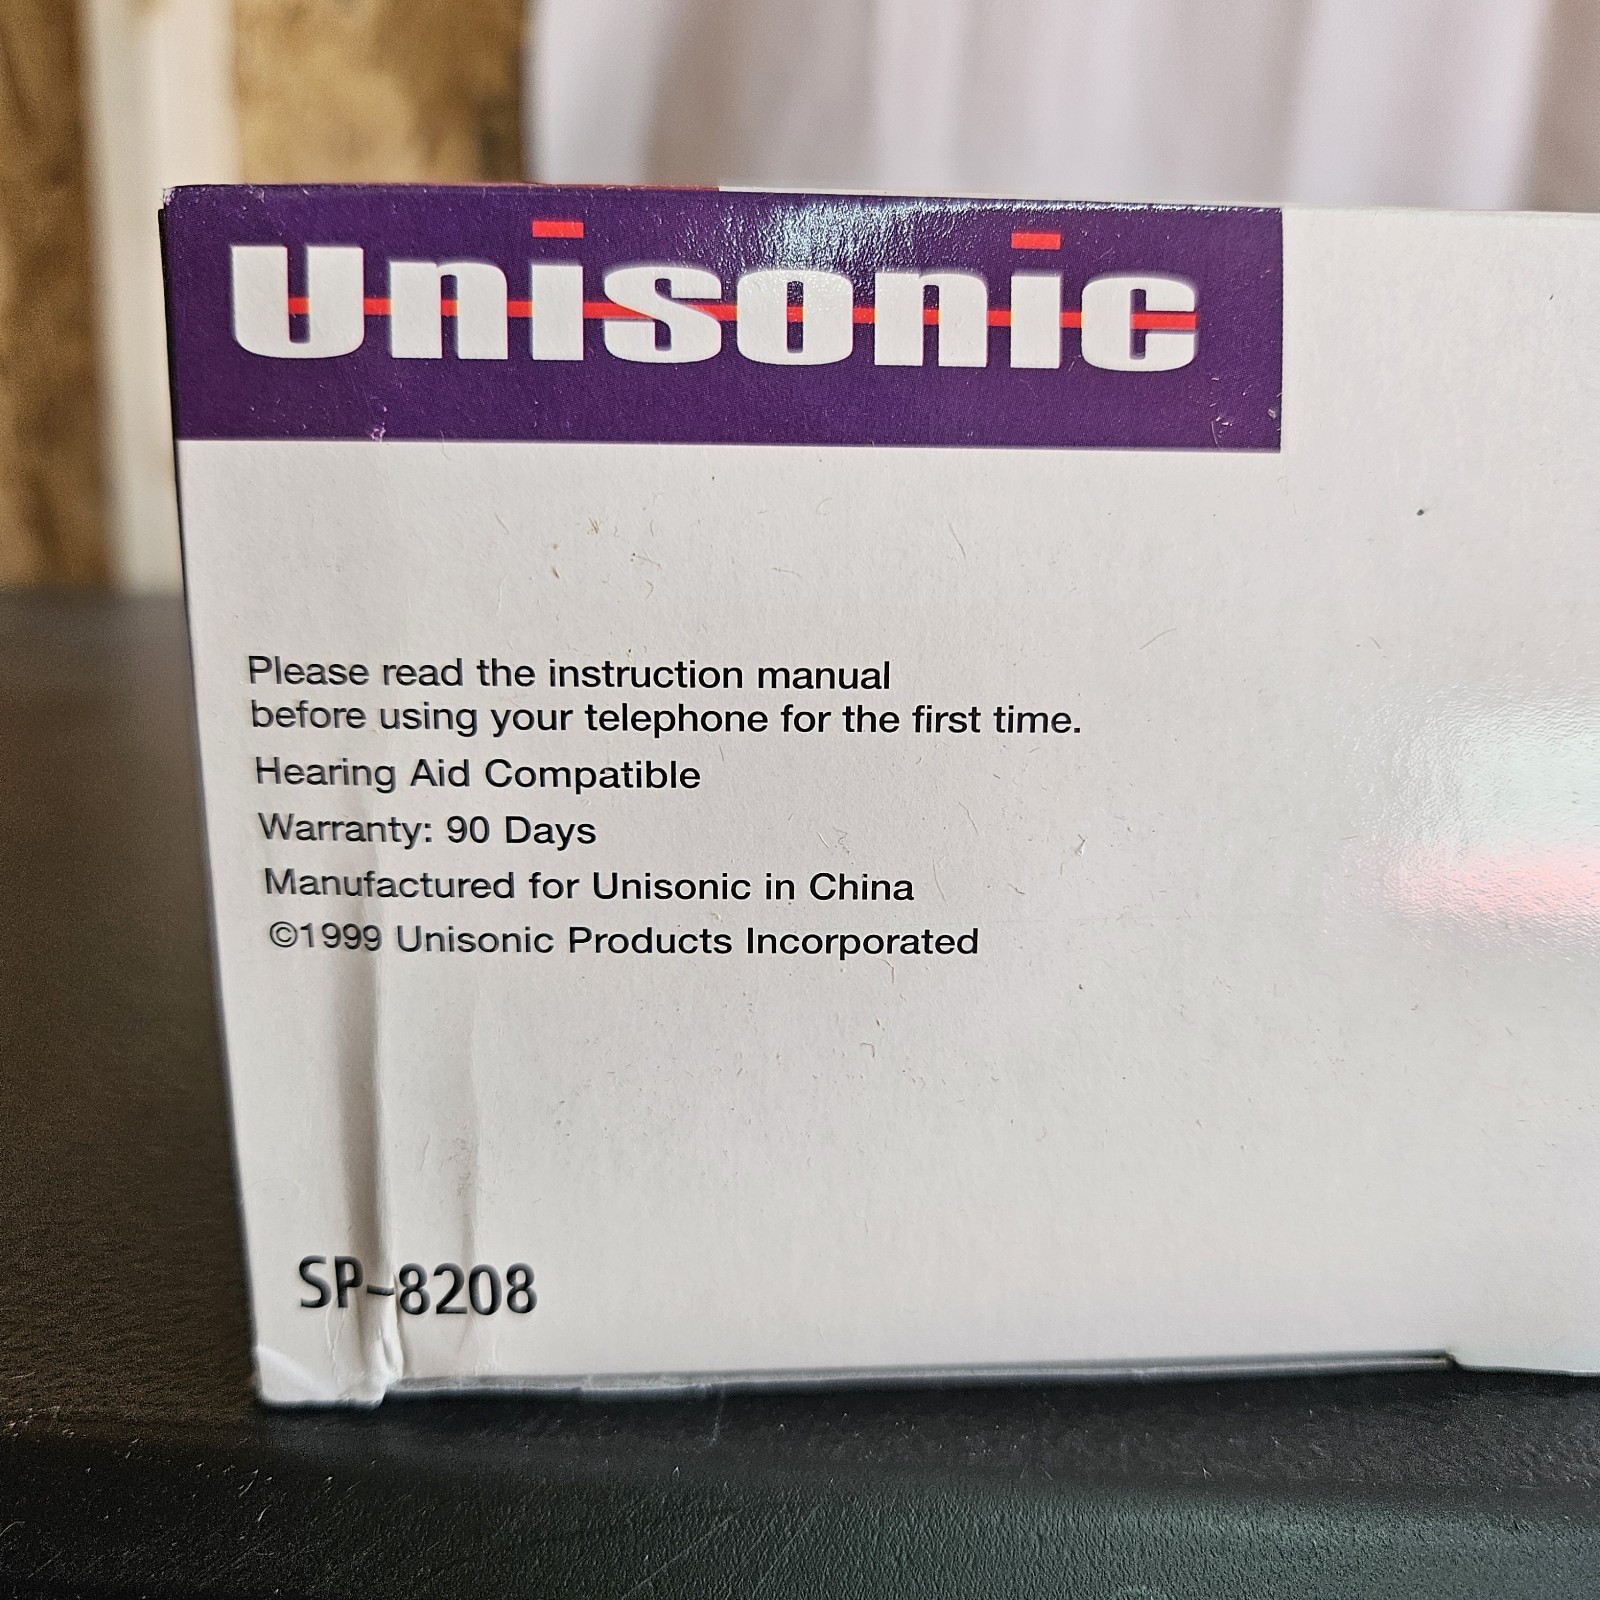 Unisonic
Please read the instruction manual
before using your telephone for the first time.
Hearing Aid Compatible
Warranty: 90 Days
Manufactured for Unisonic in China
©1999 Unisonic Products Incorporated
SP-8208